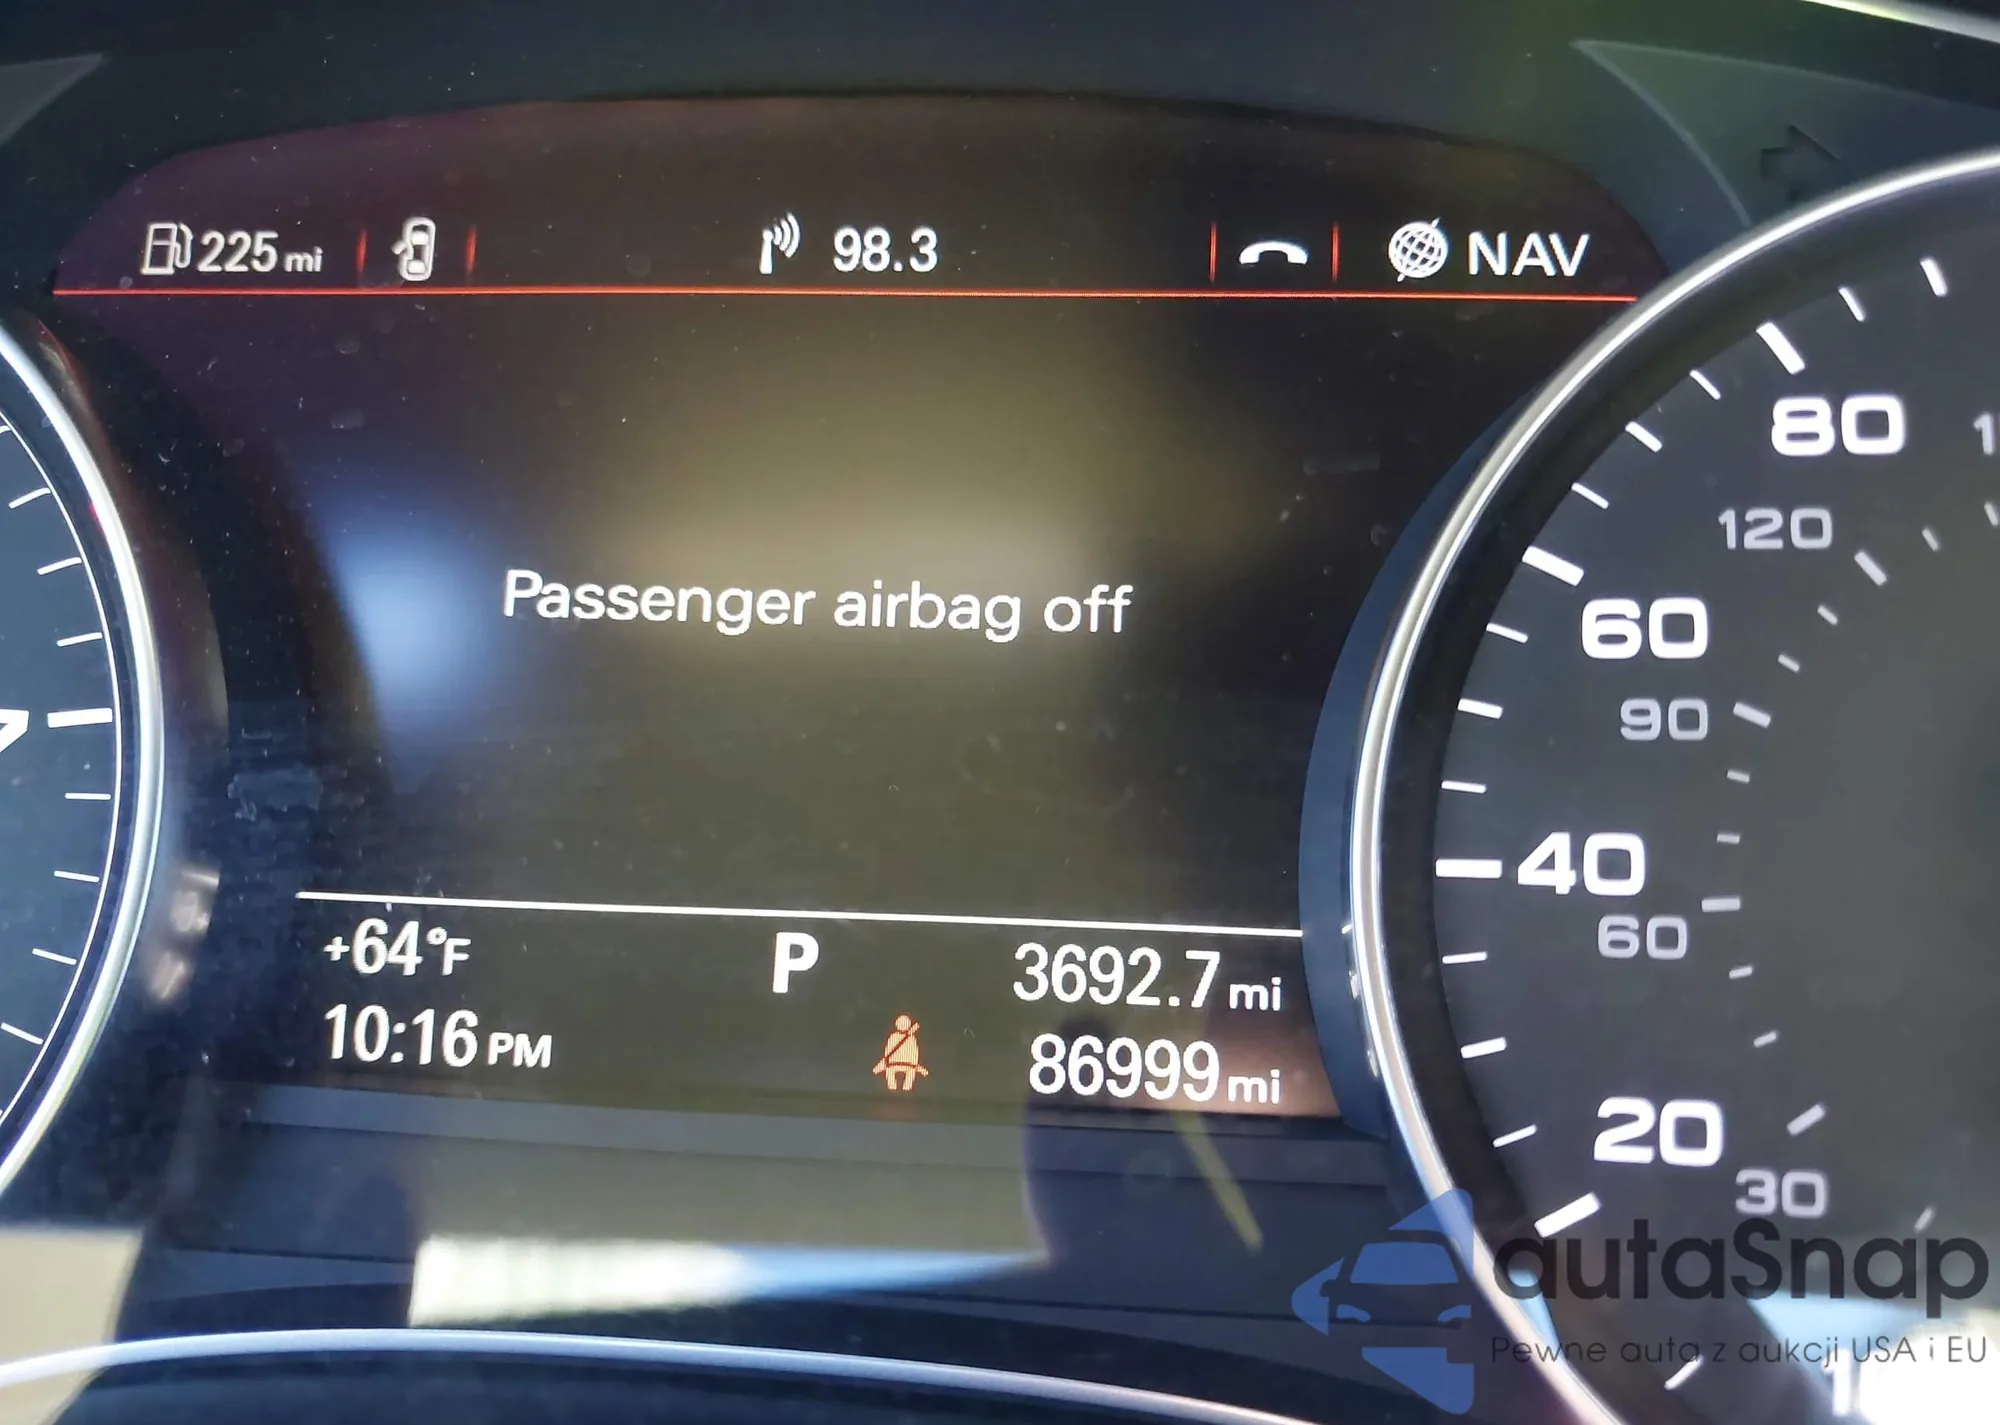 225 mi 98.3 NAV
Passenger airbag off
+64°F P 3692.7 mi
10:16 PM 86999 mi
80
120
60
90
40
60
20
30
7
autaSnap
Pewne auta z aukcji USA i EU